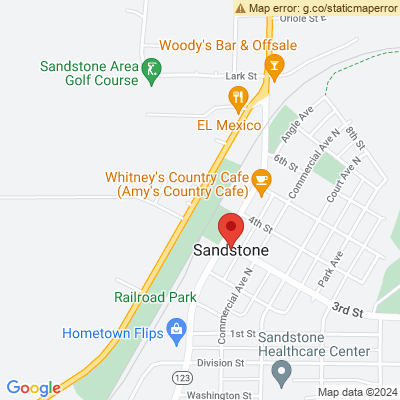 Map error: g.co/staticmaperror
Oriole St
Woody's Bar & Offsale
Sandstone Area
Golf Course
Lark St
EL Mexico
Angle Ave
8th St
6th St
Commercial Ave N
Court Ave N
Whitney's Country Cafe
(Amy's Country Cafe)
4th St
Sandstone
Park Ave
Railroad Park
Commercial Ave N
3rd St
Hometown Flips
1st St
Sandstone
Healthcare Center
Division St
123
Washington St
Google
Map data ©2024